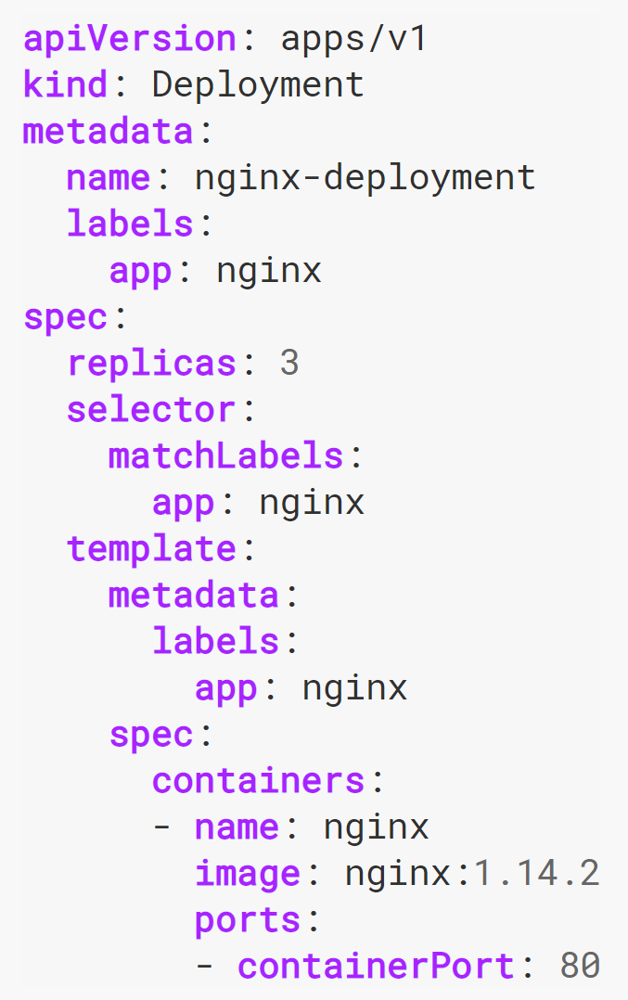 apiVersion: apps/v1
kind: Deployment
metadata:
  name: nginx-deployment
  labels:
    app: nginx
spec:
  replicas: 3
  selector:
    matchLabels:
      app: nginx
  template:
    metadata:
      labels:
        app: nginx
    spec:
      containers:
      - name: nginx
        image: nginx:1.14.2
        ports:
        - containerPort: 80